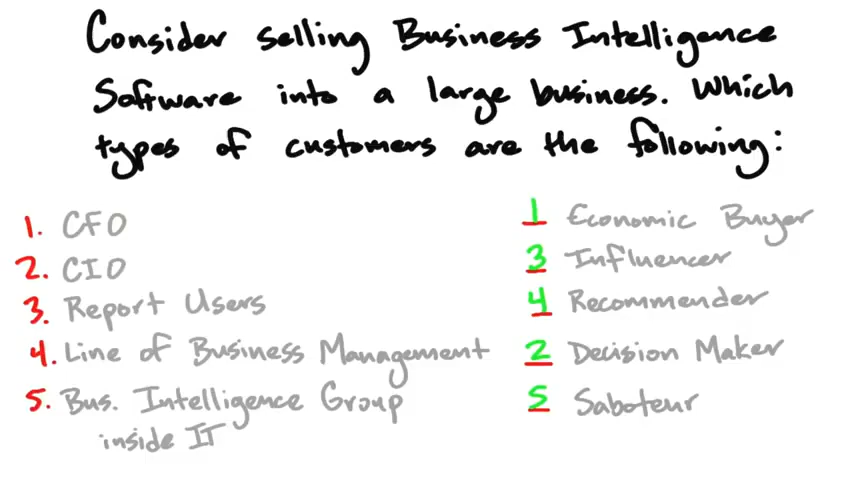 Consider selling Business Intelligence
Software into a large business. Which
types of customers are the following:
1. CFO
2. CIO
3. Report Users
4. Line of Business Management
5. Bus. Intelligence Group
inside IT
1 Economic Buyer
3 Influencer
4 Recommender
2 Decision Maker
5 Saboteur